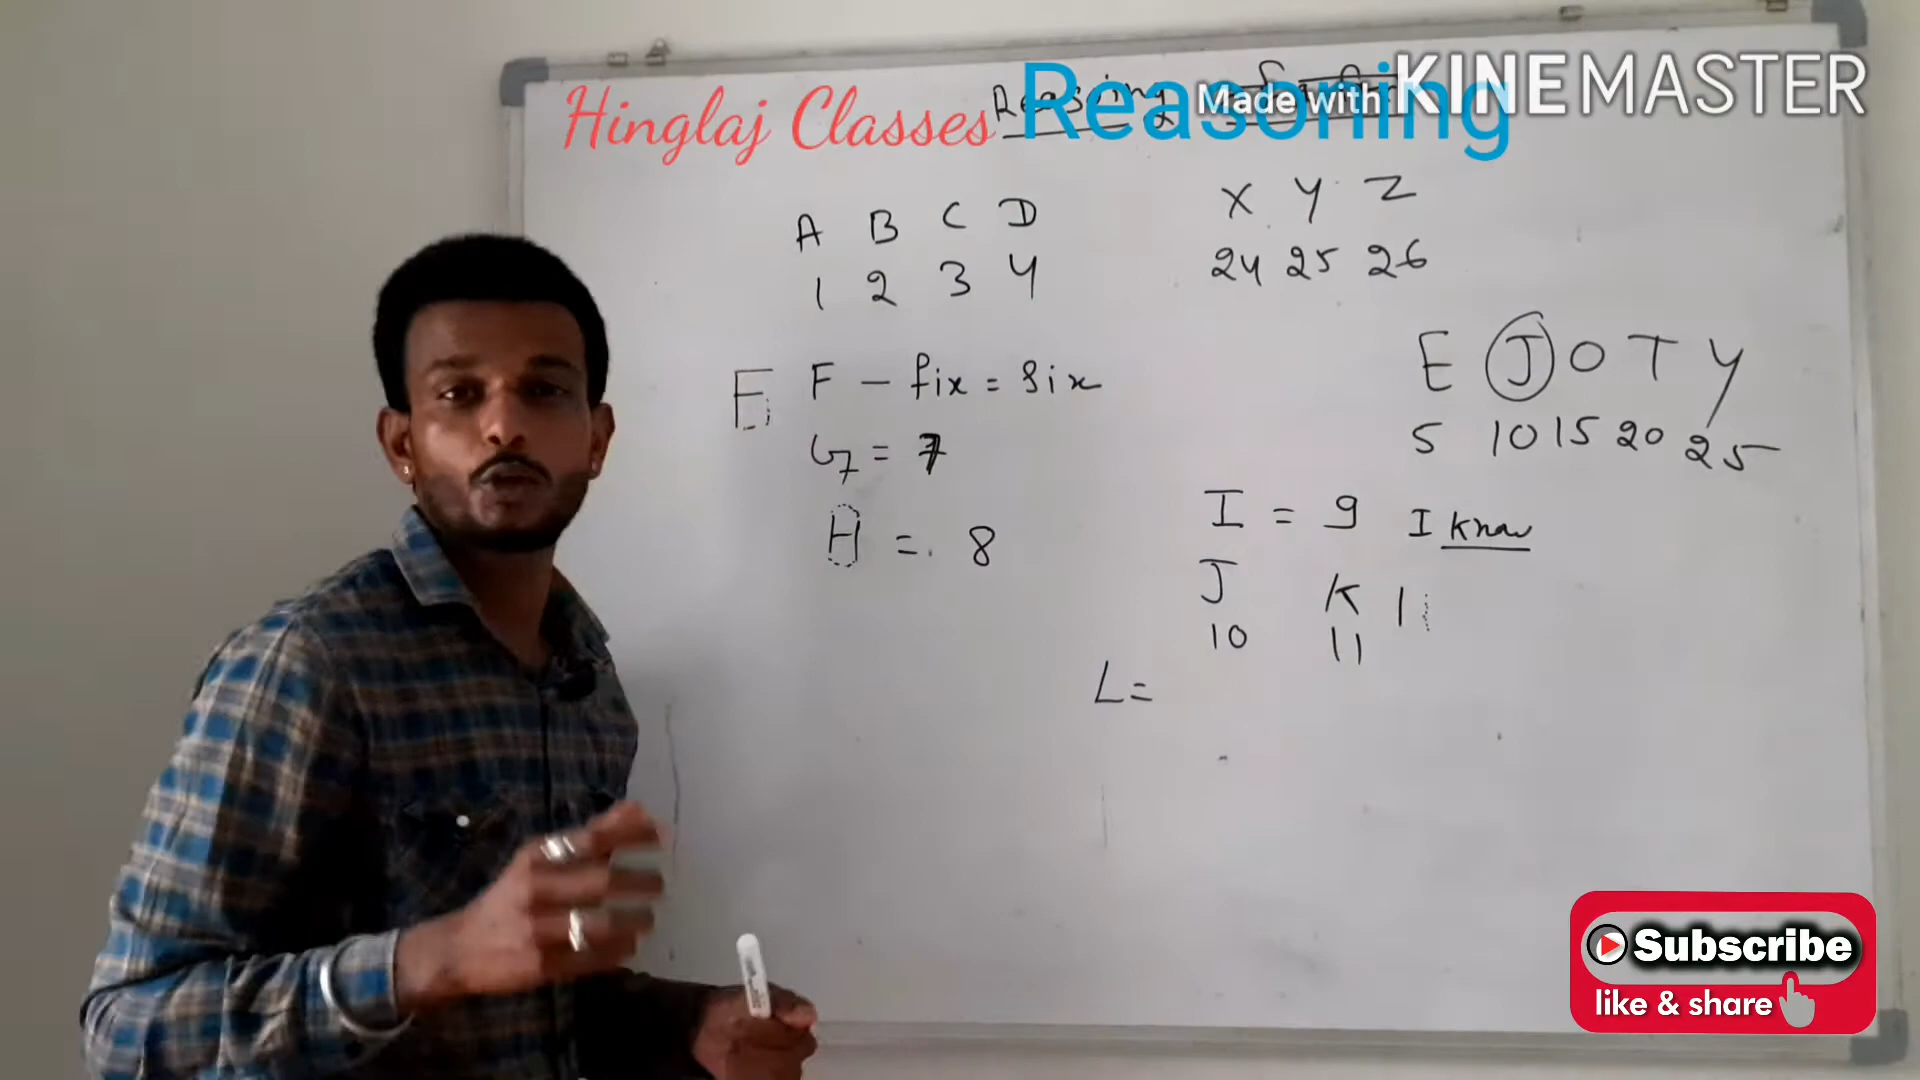 Hinglaj Classes
Reasoning
Reasoing
Made with KINEMASTER
A B C D
1 2 3 4
X Y Z
24 25 26
E J O T Y
5 10 15 20 25
E F - fix = six
G = 7
H = 8
I = 9 I know
J K
10 11
L =
Subscribe
like & share